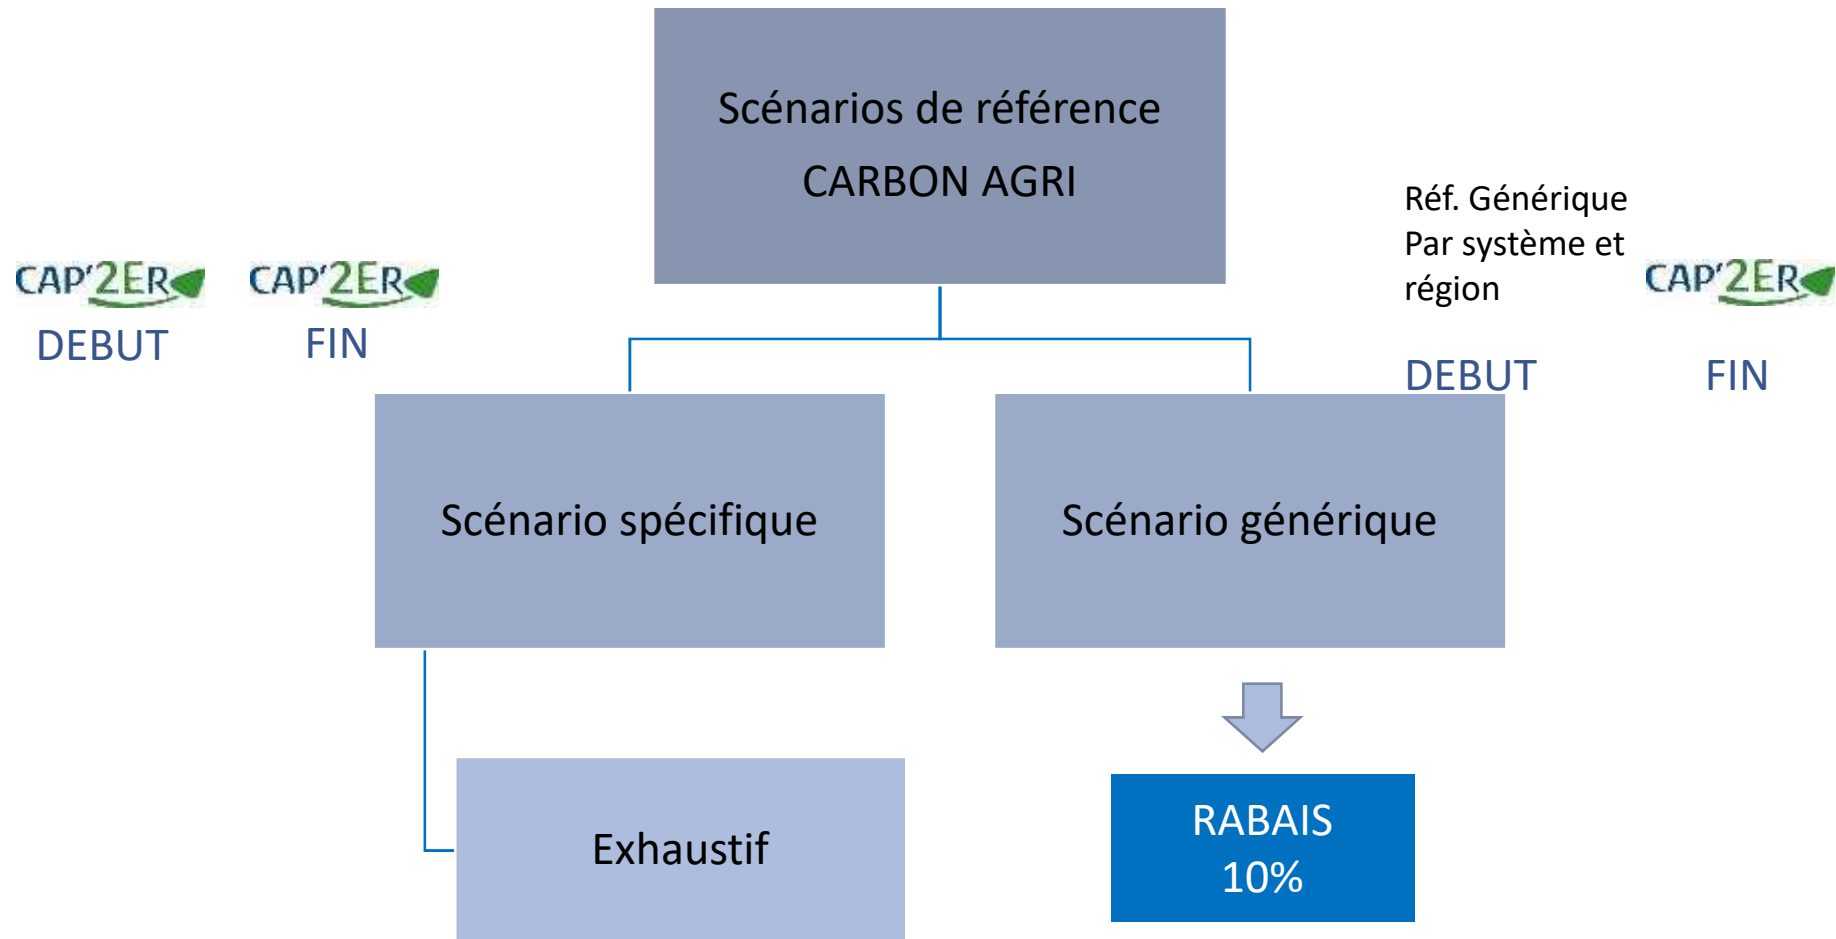 Scénarios de référence
CARBON AGRI
CAP'2ER
DEBUT
CAP'2ER
FIN
Réf. Générique
Par système et
région
DEBUT
CAP'2ER
FIN
Scénario spécifique
Scénario générique
Exhaustif
RABAIS
10%